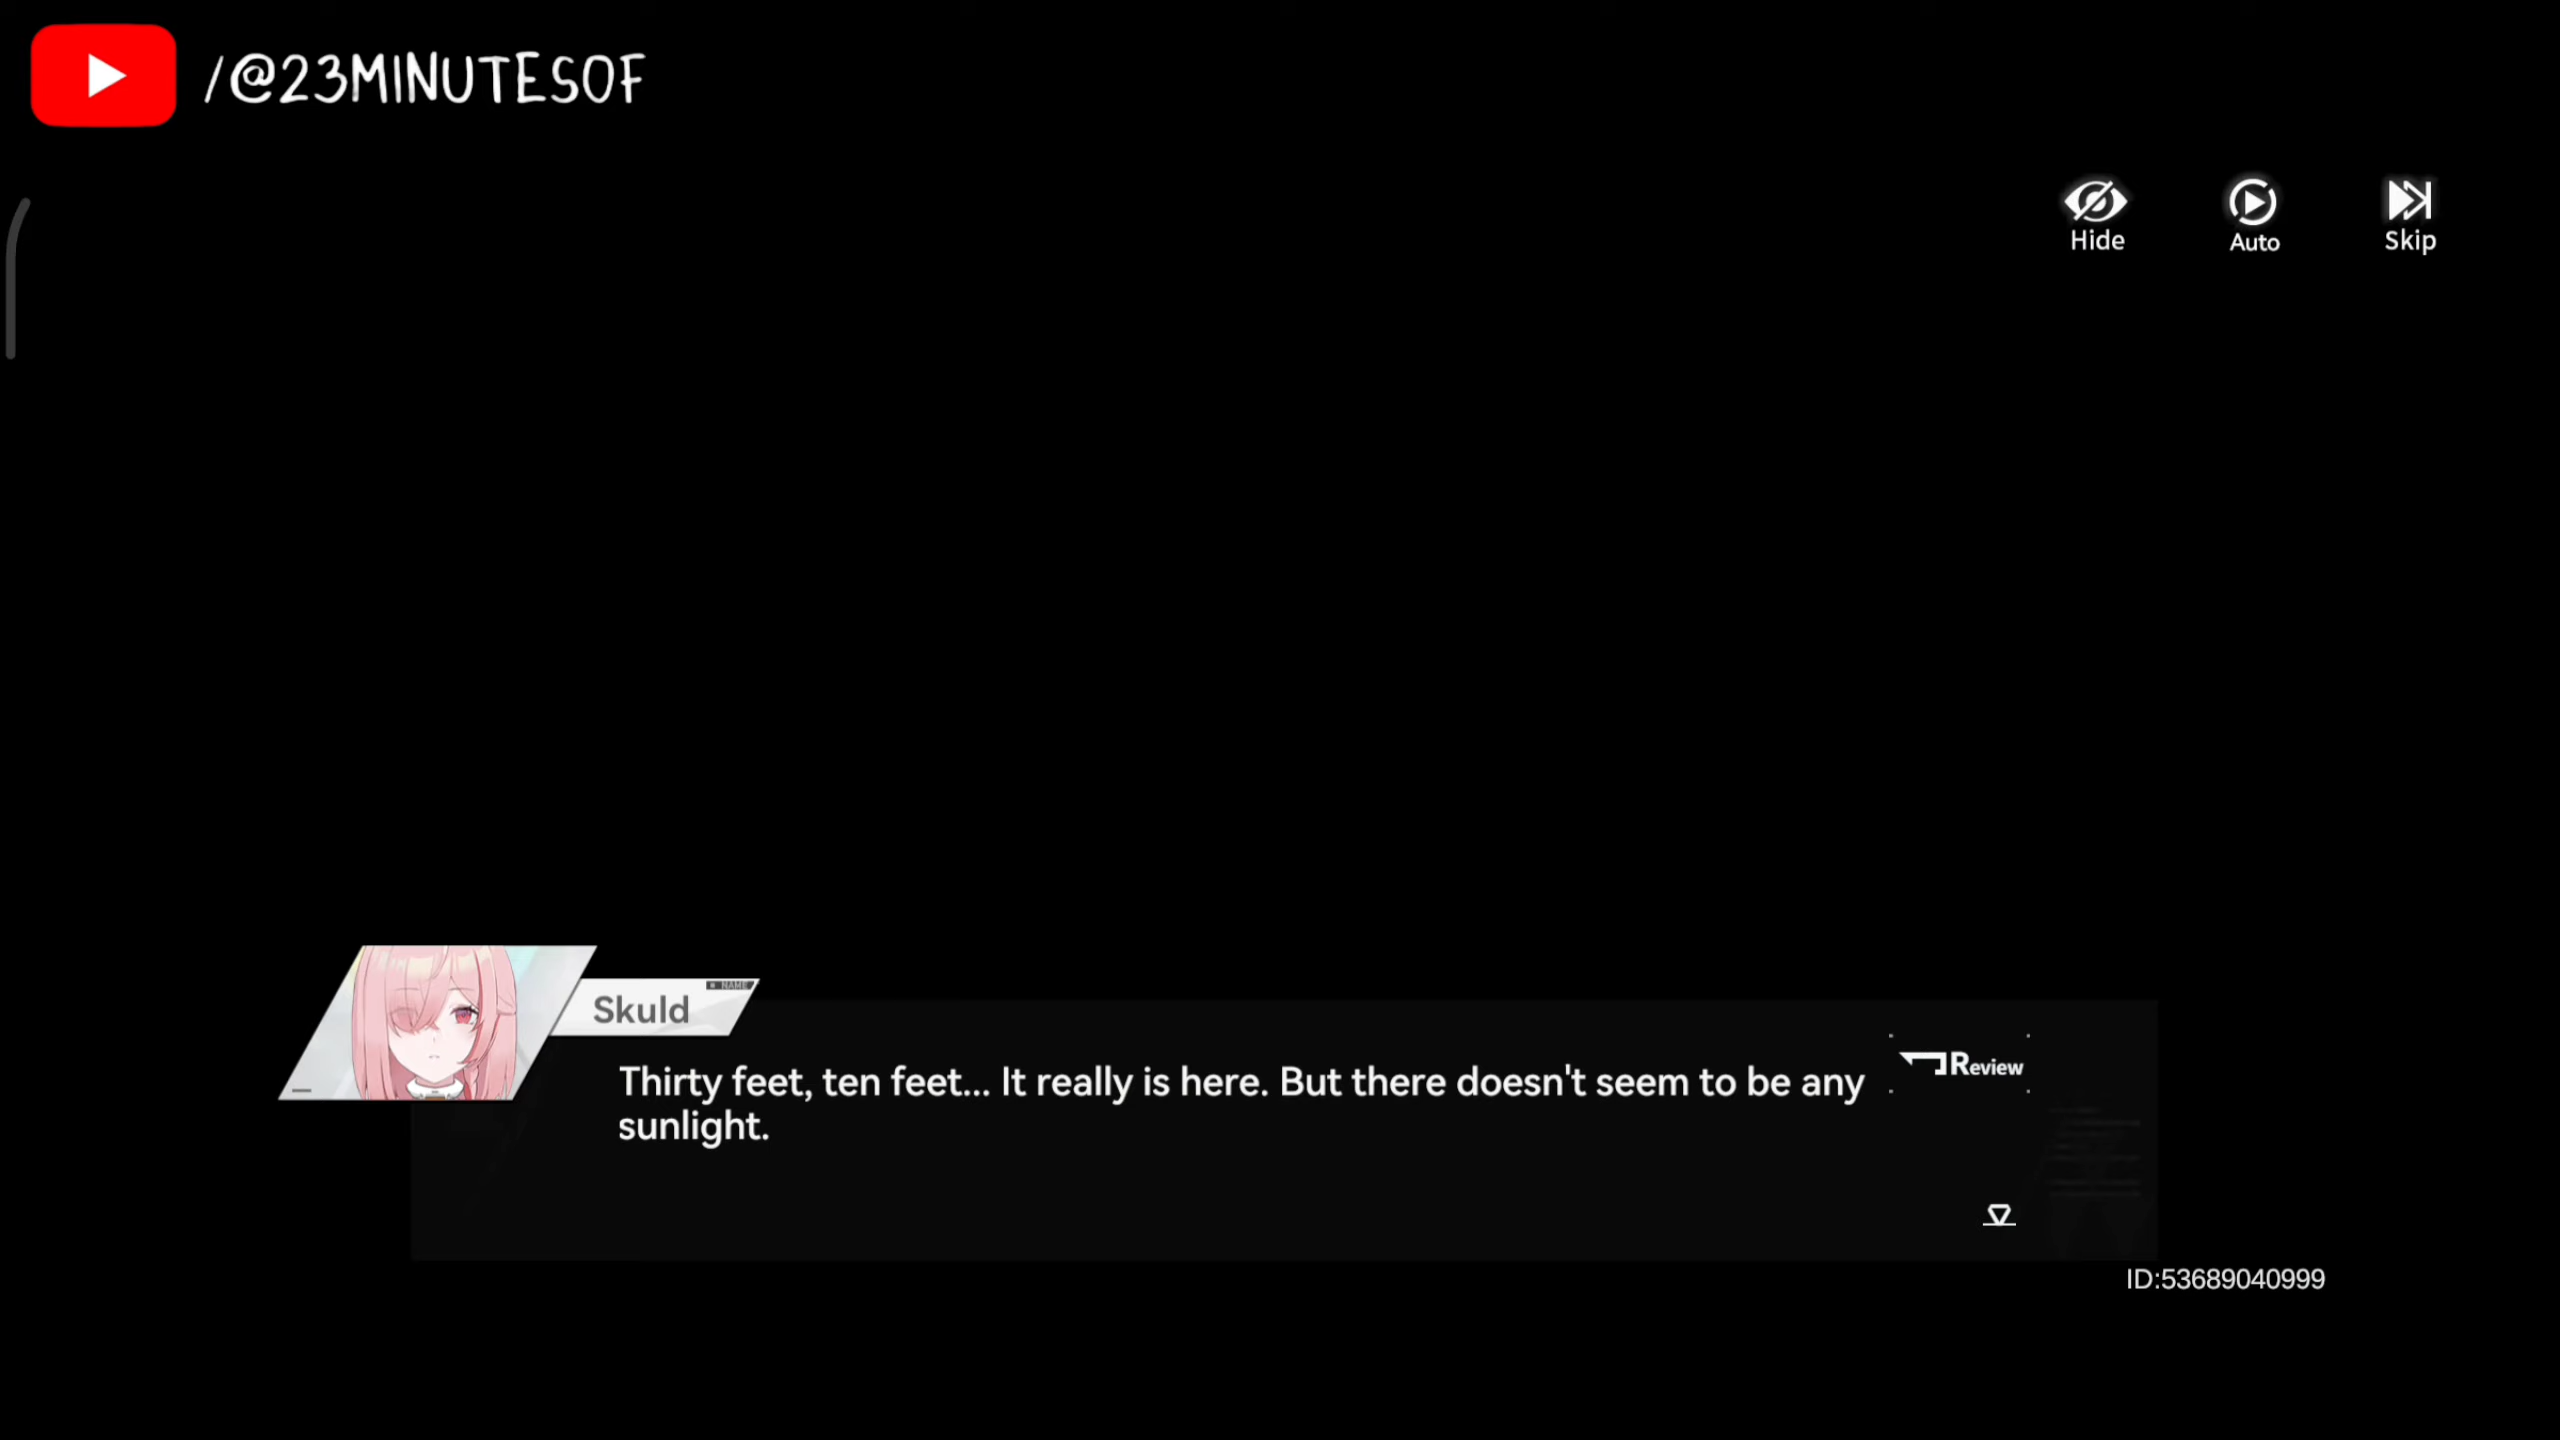 /@23MINUTESOF
Hide
Auto
Skip
NAME
Skuld
Thirty feet, ten feet... It really is here. But there doesn't seem to be any
sunlight.
Review
ID:53689040999